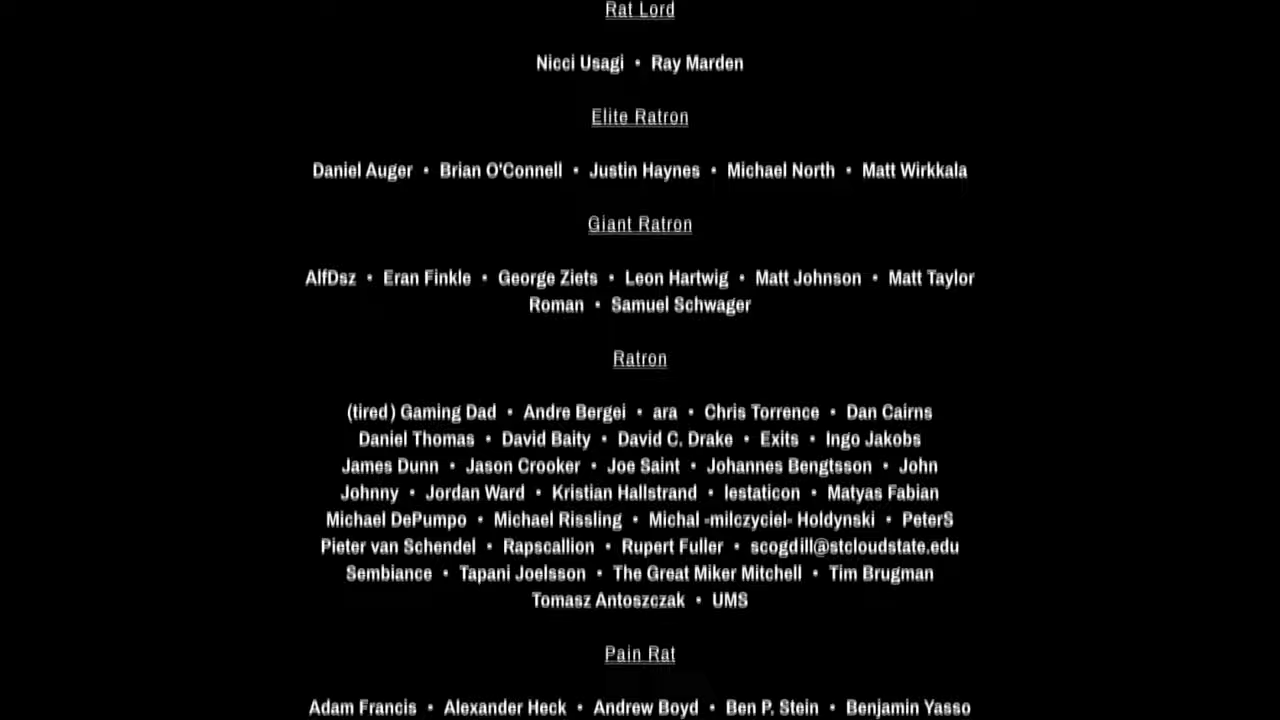 Rat Lord
Nicci Usagi • Ray Marden
Elite Ratron
Daniel Auger • Brian O'Connell • Justin Haynes • Michael North • Matt Wirkkala
Giant Ratron
AlfDsz • Eran Finkle • George Ziets • Leon Hartwig • Matt Johnson • Matt Taylor
Roman • Samuel Schwager
Ratron
(tired) Gaming Dad • Andre Bergei • ara • Chris Torrence • Dan Cairns
Daniel Thomas • David Baity • David C. Drake • Exits • Ingo Jakobs
James Dunn • Jason Crooker • Joe Saint • Johannes Bengtsson • John
Johnny • Jordan Ward • Kristian Hallstrand • lestaticon • Matyas Fabian
Michael DePumpo • Michael Rissling • Michal -milczyciel- Holdynski • PeterS
Pieter van Schendel • Rapscallion • Rupert Fuller • scogdill@stcloudstate.edu
Sembiance • Tapani Joelsson • The Great Miker Mitchell • Tim Brugman
Tomasz Antoszczak • UMS
Pain Rat
Adam Francis • Alexander Heck • Andrew Boyd • Ben P. Stein • Benjamin Yasso